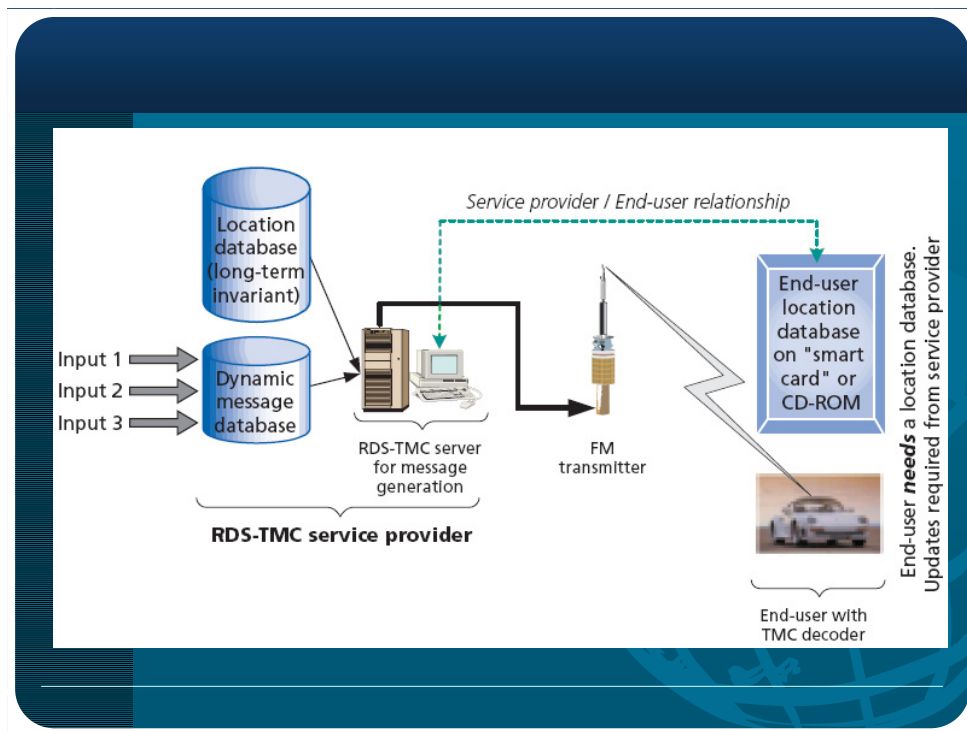 Service provider / End-user relationship
Location
database
(long-term
invariant)
Input 1
Input 2
Input 3
Dynamic
message
database
RDS-TMC server
for message
generation
RDS-TMC service provider
FM
transmitter
End-user
location
database
on "smart
card" or
CD-ROM
End-user with
TMC decoder
End-user needs a location database.
Updates required from service provider